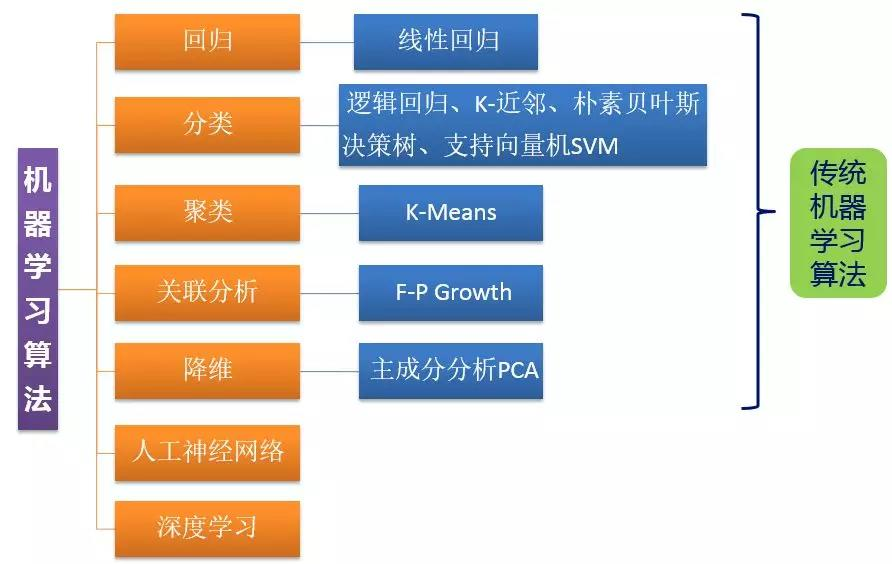 机器学习算法
回归
线性回归
分类
逻辑回归、K-近邻、朴素贝叶斯
决策树、支持向量机SVM
聚类
K-Means
关联分析
F-P Growth
降维
主成分分析PCA
人工神经网络
深度学习
传统
机器
学习
算法